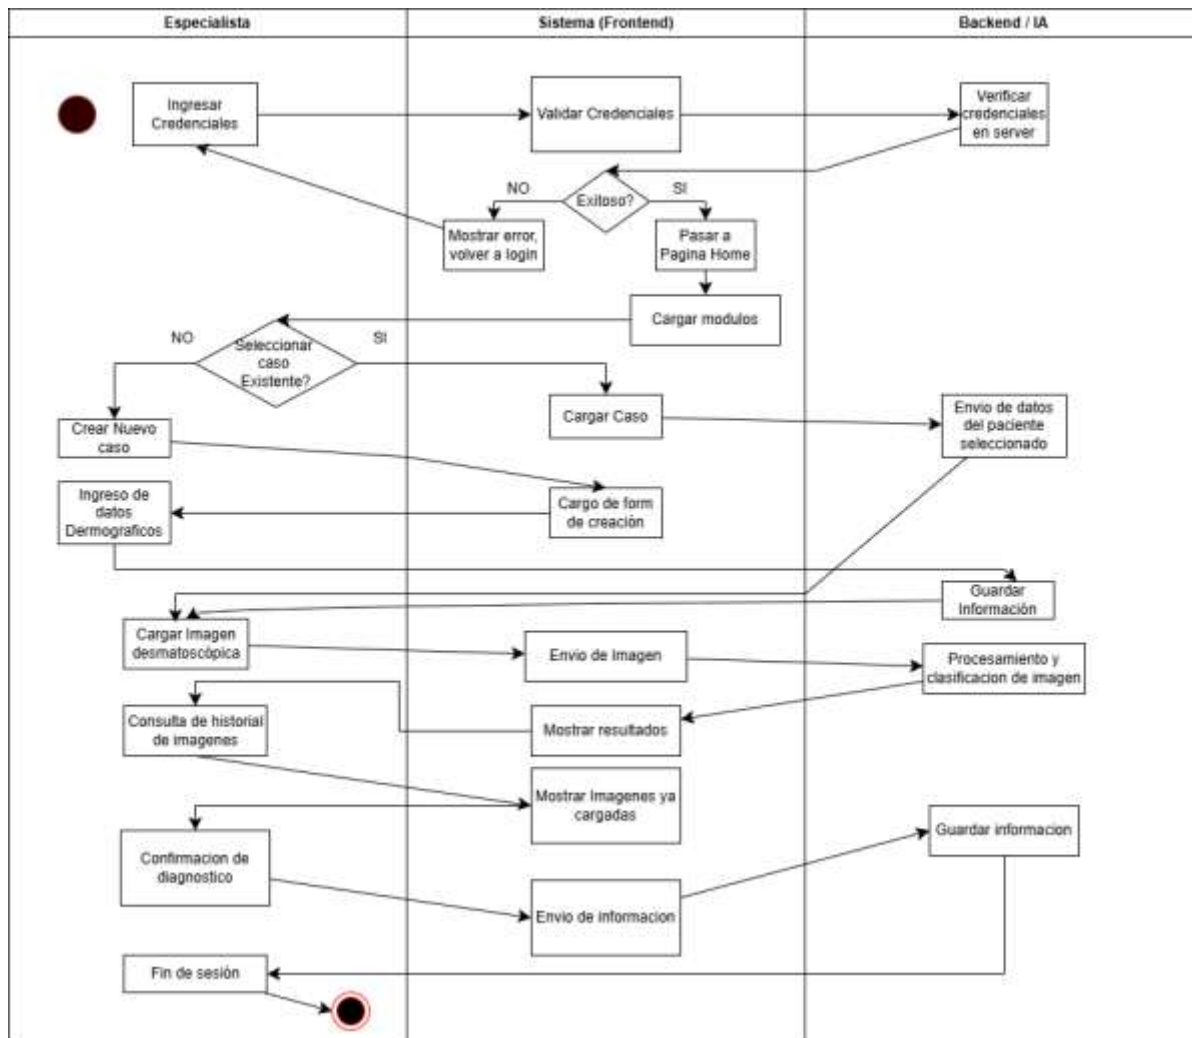 Especialista
Sistema (Frontend)
Backend / IA
Ingresar
Credenciales
Validar Credenciales
Verificar
credenciales
en server
NO
Exitoso?
SI
Mostrar error,
volver a login
Pasar a
Pagina Home
Cargar modulos
NO
Seleccionar
caso
Existente?
SI
Crear Nuevo
caso
Cargar Caso
Envio de datos
del paciente
seleccionado
Ingreso de
datos
Dermograficos
Cargo de form
de creación
Guardar
Información
Cargar Imagen
desmatoscópica
Envio de Imagen
Procesamiento y
clasificacion de imagen
Consulta de historial
de imagenes
Mostrar resultados
Mostrar Imagenes ya
cargadas
Guardar informacion
Confirmacion de
diagnostico
Envio de informacion
Fin de sesión